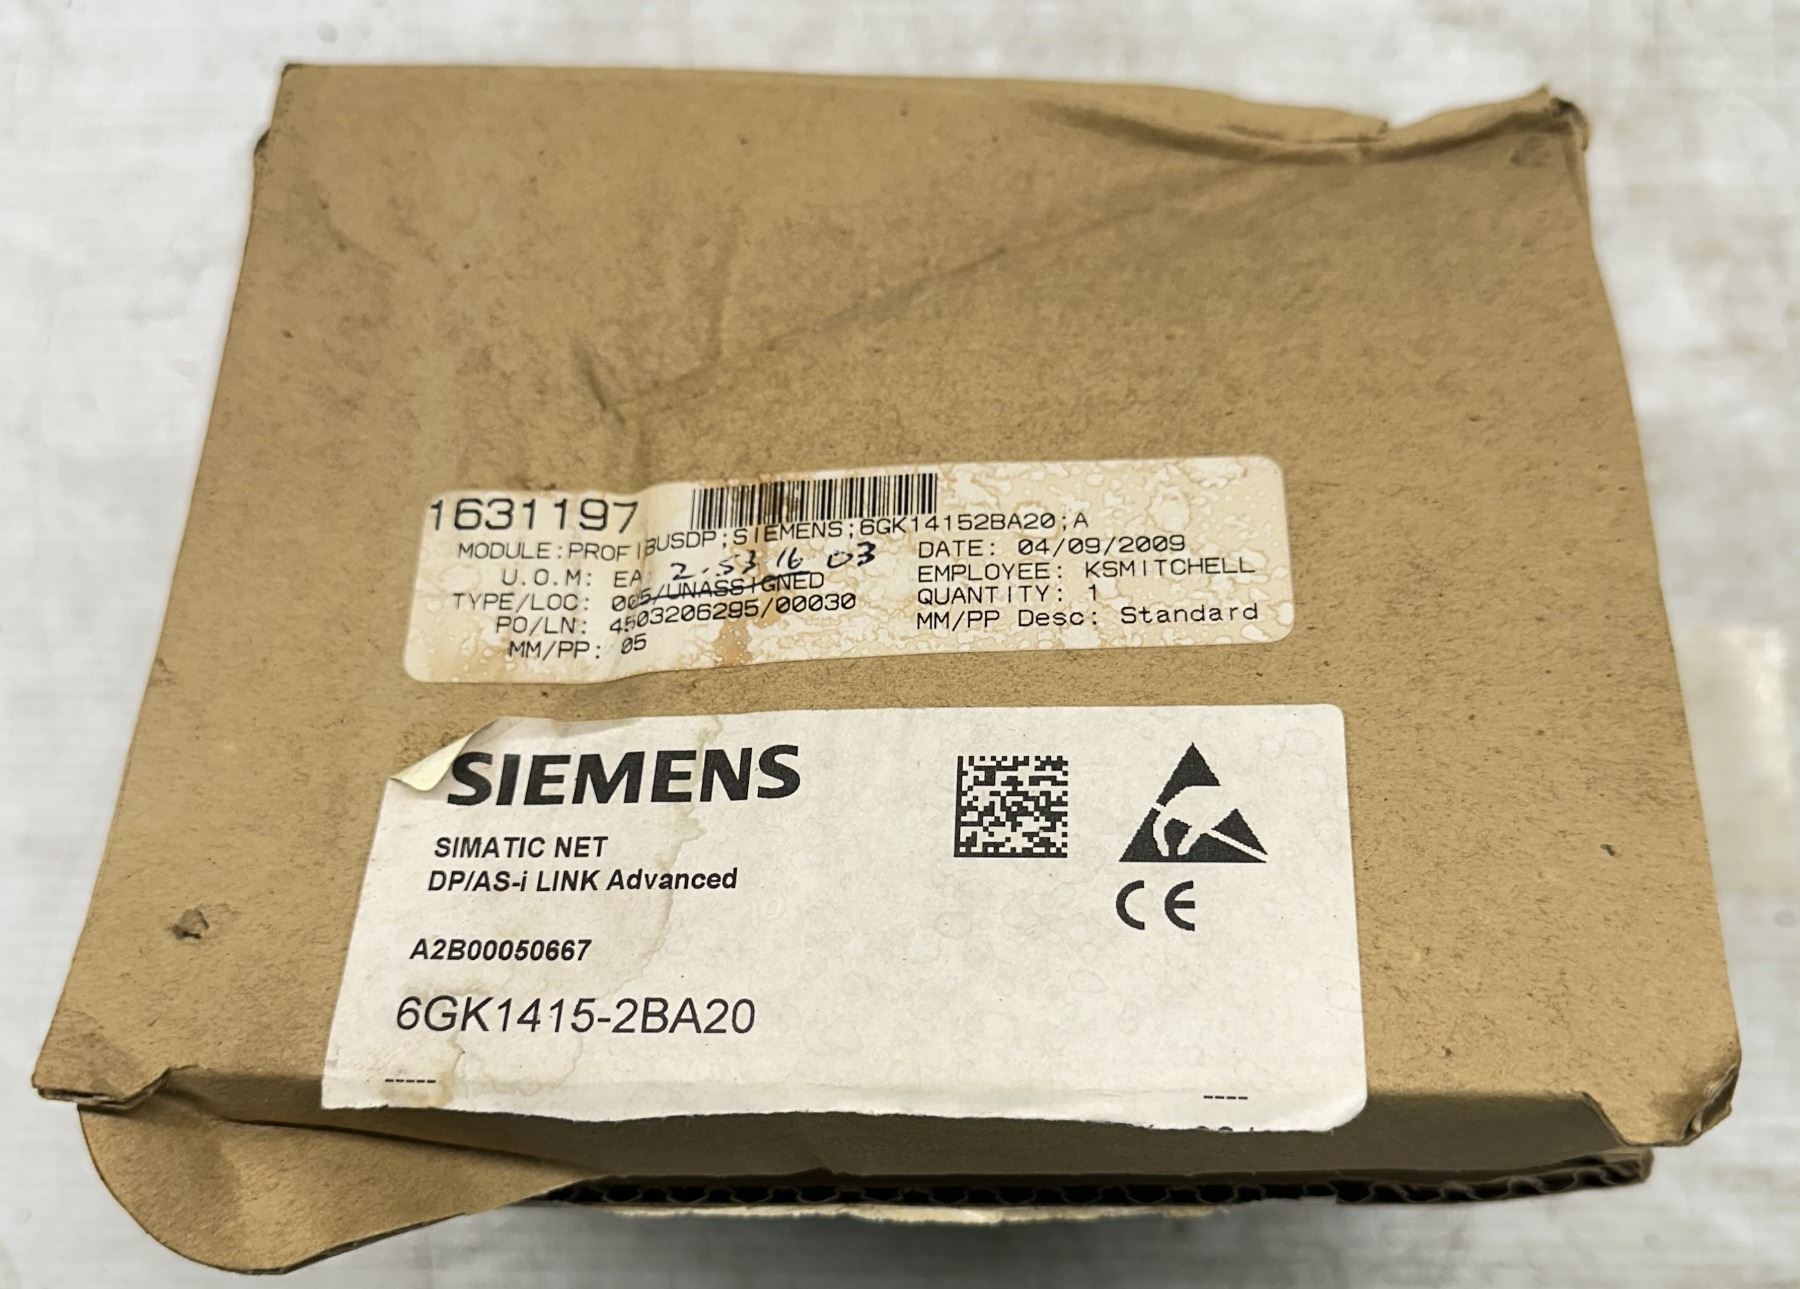 1631197
MODULE:PROFIBUSDP;SIEMENS;6GK14152BA20;A
U.O.M: EA 2.53 16 03
TYPE/LOC: 005/UNASSIGNED
PO/LN: 4503206295/00030
MM/PP: 05
DATE: 04/09/2009
EMPLOYEE: KSMITCHELL
QUANTITY: 1
MM/PP Desc: Standard
SIEMENS
SIMATIC NET
DP/AS-i LINK Advanced
A2B00050667
6GK1415-2BA20
CE
----- ----